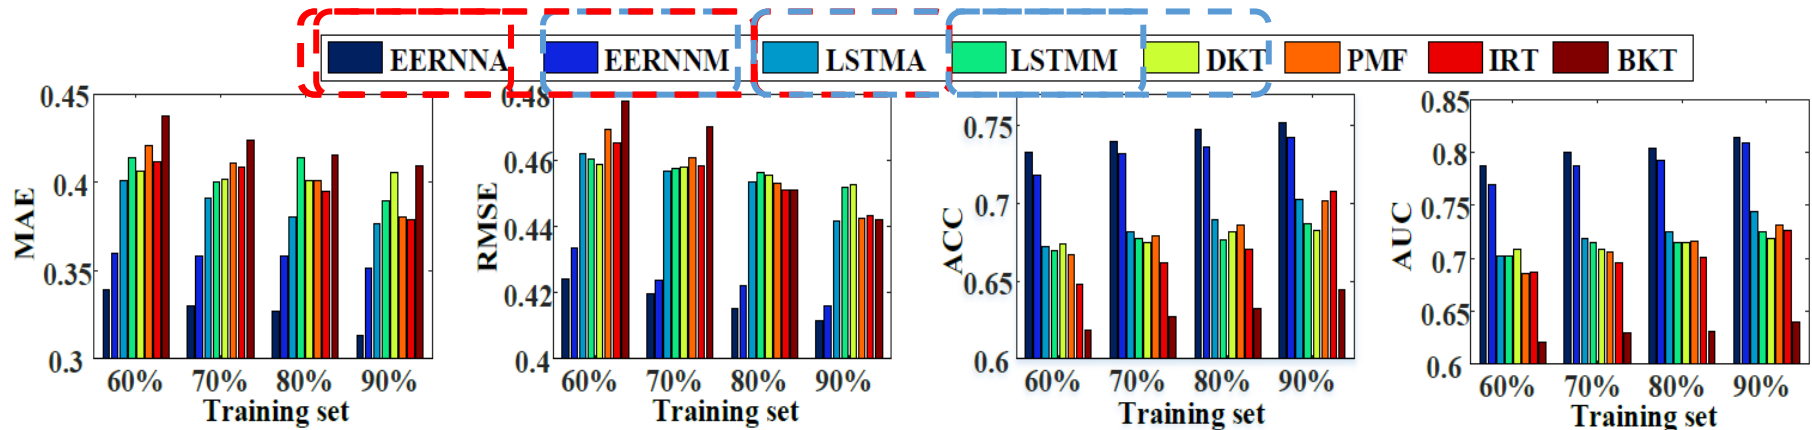 EERNNA EERNNM LSTMA LSTMM DKT PMF IRT BKT
MAE
0.45
0.4
0.35
0.3
60% 70% 80% 90%
Training set
RMSE
0.48
0.46
0.44
0.42
0.4
60% 70% 80% 90%
Training set
ACC
0.75
0.7
0.65
0.6
60% 70% 80% 90%
Training set
AUC
0.85
0.8
0.75
0.7
0.65
0.6
60% 70% 80% 90%
Training set